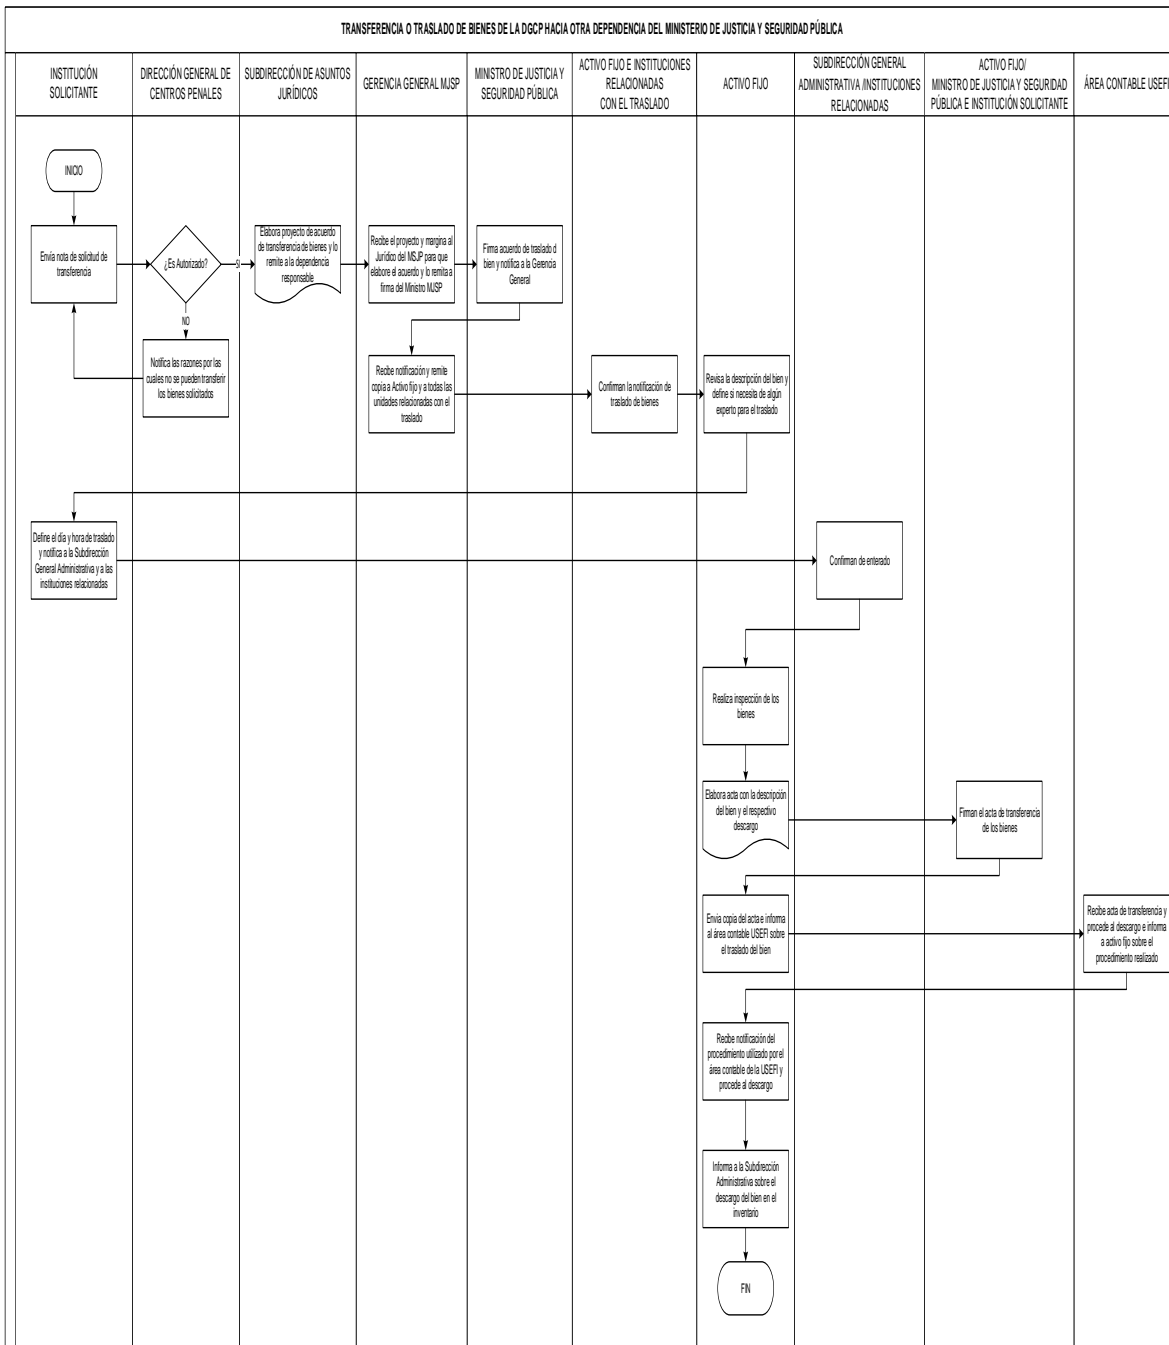 TRANSFERENCIA O TRASLADO DE BIENES DE LA DGCP HACIA OTRA DEPENDENCIA DEL MINISTERIO DE JUSTICIA Y SEGURIDAD PÚBLICA
INSTITUCIÓN
SOLICITANTE
DIRECCIÓN GENERAL DE
CENTROS PENALES
SUBDIRECCIÓN DE ASUNTOS
JURÍDICOS
GERENCIA GENERAL MJSP
MINISTRO DE JUSTICIA Y
SEGURIDAD PÚBLICA
ACTIVO FIJO E INSTITUCIONES
RELACIONADAS
CON EL TRASLADO
ACTIVO FIJO
SUBDIRECCIÓN GENERAL
ADMINISTRATIVA /INSTITUCIONES
RELACIONADAS
ACTIVO FIJO/
MINISTRO DE JUSTICIA Y SEGURIDAD
PÚBLICA E INSTITUCIÓN SOLICITANTE
ÁREA CONTABLE USEFI
INICIO
Envía nota de solicitud de
transferencia
¿Es Autorizado?
SI
NO
Notifica las razones por las
cuales no se pueden transferir
los bienes solicitados
Elabora proyecto de acuerdo
de transferencia de bienes y lo
remite a la dependencia
responsable
Recibe el proyecto y margina al
Jurídico del MSJP para que
elabore el acuerdo y lo remita a
firma del Ministro MJSP
Firma acuerdo de traslado d
bien y notifica a la Gerencia
General
Recibe notificación y remite
copia a Activo fijo y a todas las
unidades relacionadas con el
traslado
Confirman la notificación de
traslado de bienes
Revisa la descripción del bien y
define si necesita de algún
experto para el traslado
Define el día y hora de traslado
y notifica a la Subdirección
General Administrativa y a las
instituciones relacionadas
Confirman de enterado
Realiza inspección de los
bienes
Elabora acta con la descripción
del bien y el respectivo
descargo
Firman el acta de transferencia
de los bienes
Envia copia del acta e informa
al área contable USEFI sobre
el traslado del bien
Recibe acta de transferencia y
procede al descargo e informa
a activo fijo sobre el
procedimiento realizado
Recibe notificación del
procedimiento utilizado por el
área contable de la USEFI y
procede al descargo
Informa a la Subdirección
Administrativa sobre el
descargo del bien en el
inventario
FIN